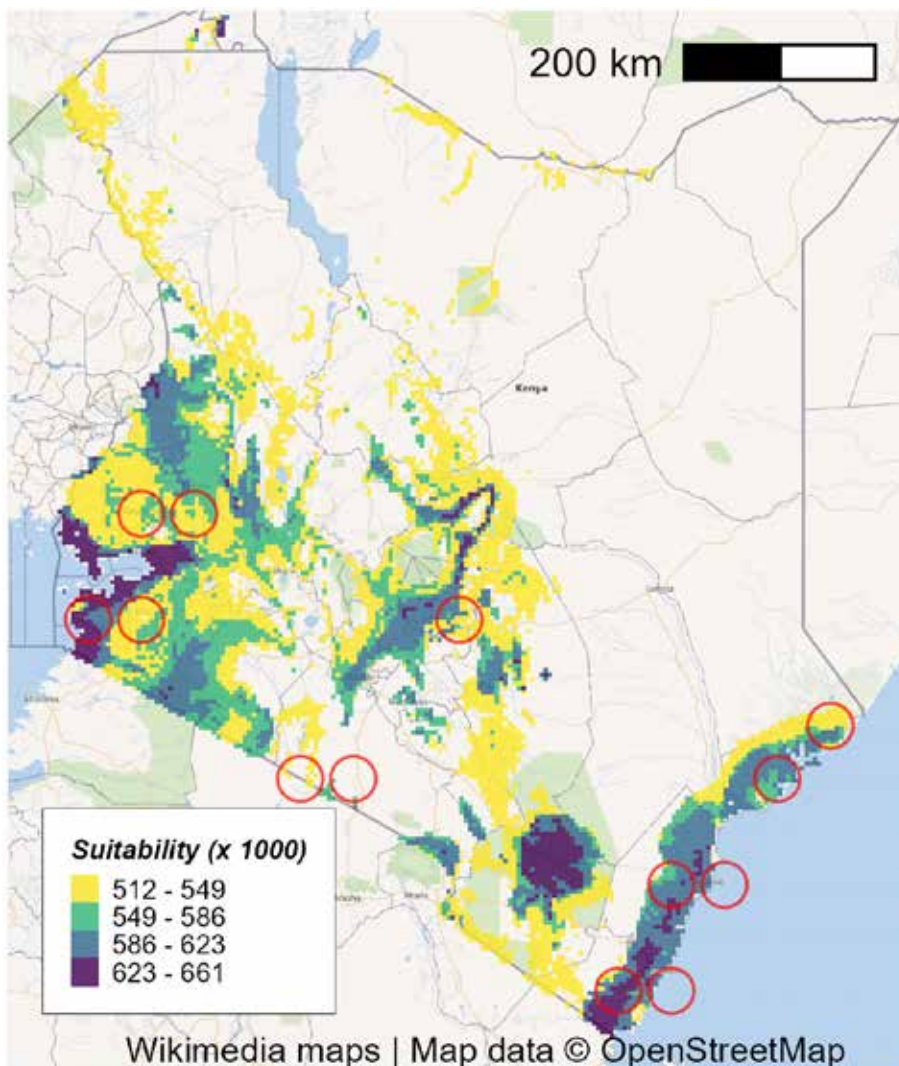 200 km
Kenya
Suitability (x 1000)
512 - 549
549 - 586
586 - 623
623 - 661
Wikimedia maps | Map data © OpenStreetMap